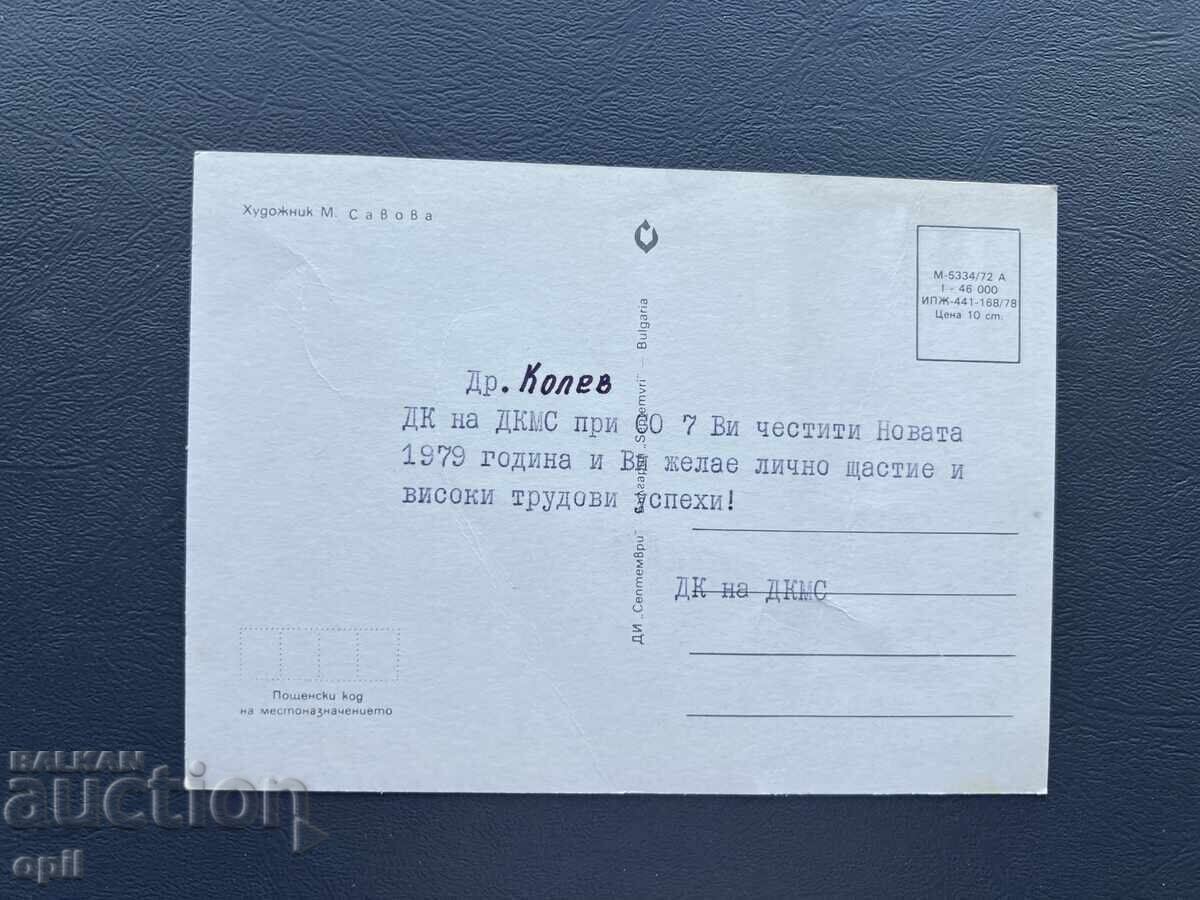 Художник М. Савова
М-5334/72 А
I - 46 000
ИПЖ-441-168/78
Цена 10 ст.
Др. Колев
ДК на ДКМС при СО 7 Ви честити Новата
1979 година и Ви желае лично щастие и
високи трудови успехи!
ДК на ДКМС
ДИ „Септември" България „Septemvri" — Bulgaria
Пощенски код
на местоназначението
BALKAN
auction
opll